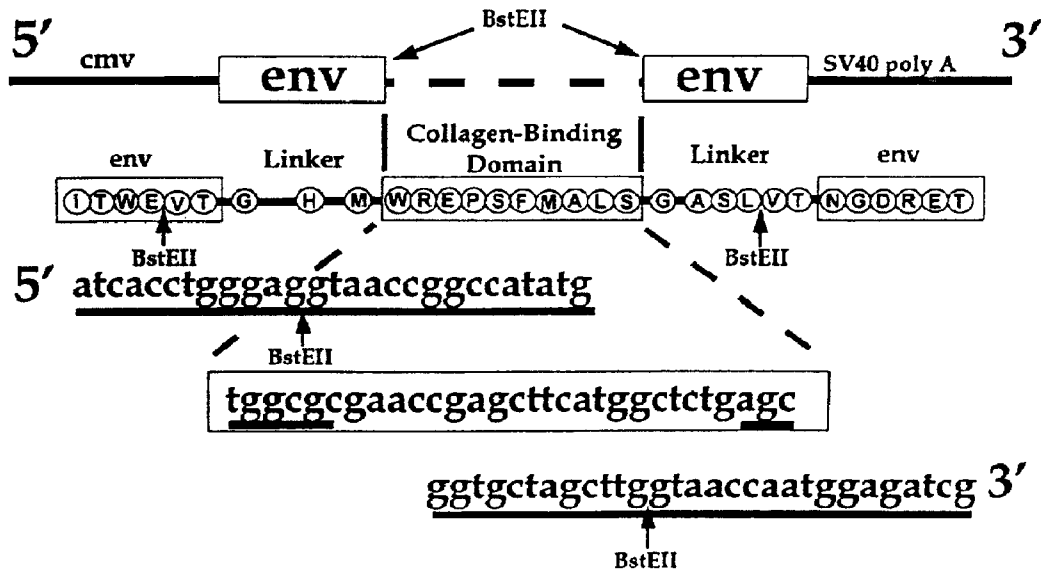 BstEII
5′ 3′
cmv env env SV40 poly A
Collagen-Binding
Domain
env Linker Linker env
I T W E V T G H M W R E P S F M A L S G A S L V T N G D R E T
BstEII BstEII
5′ atcacctgggaggtaaccggccatatg
BstEII
tggcgcgaaccgagcttcatggctctgagc
ggtgctagcttggtaaccaatggagatcg 3′
BstEII